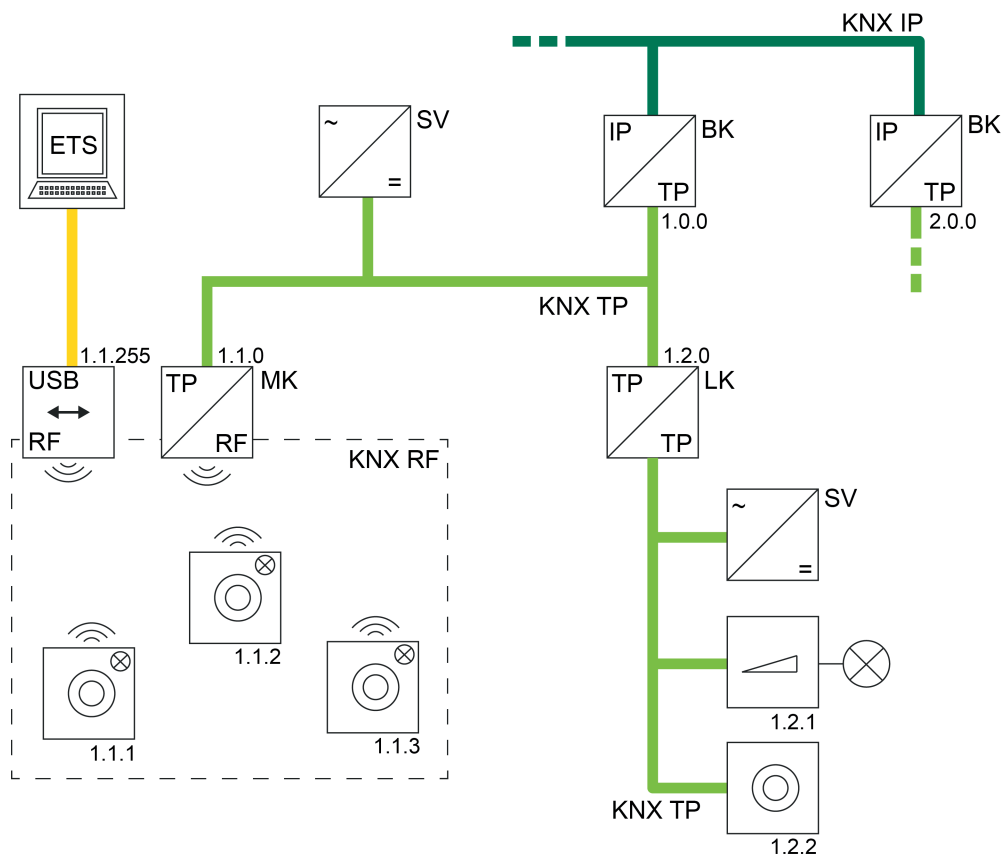 KNX IP
ETS
~
=
SV
IP
TP
BK
1.0.0
IP
TP
BK
2.0.0
KNX TP
1.1.255
USB
RF
1.1.0
TP
RF
MK
1.2.0
TP
TP
LK
KNX RF
~
=
SV
1.1.2
1.1.1
1.1.3
1.2.1
KNX TP
1.2.2